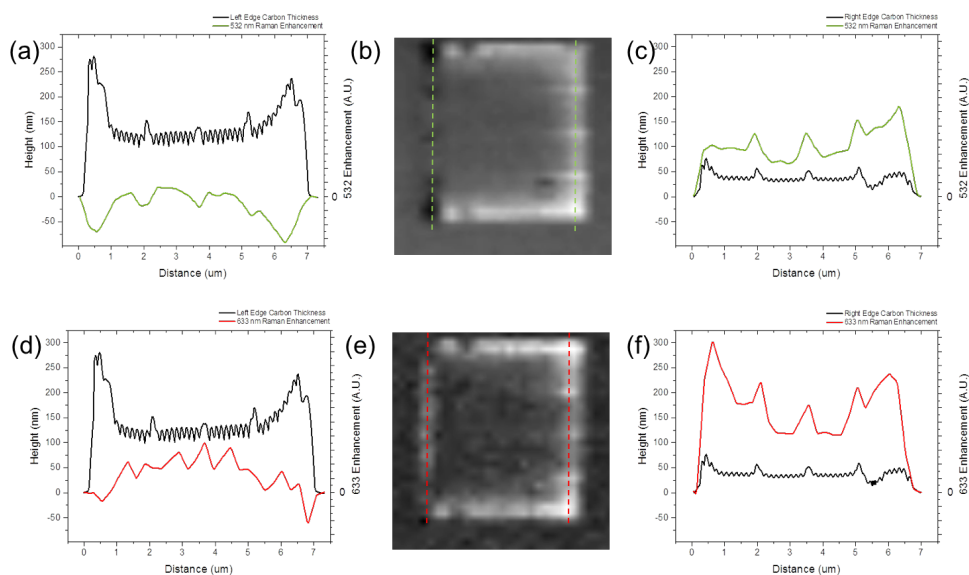 Left Edge Carbon Thickness
532 nm Raman Enhancement
(a)
300
250
200
150
100
50
0
-50
Height (nm)
0
532 Enhancement (A.U.)
0 1 2 3 4 5 6 7
Distance (um)
(b)
Right Edge Carbon Thickness
532 nm Raman Enhancement
(c)
300
250
200
150
100
50
0
-50
Height (nm)
0
532 Enhancement (A.U.)
0 1 2 3 4 5 6 7
Distance (um)
Left Edge Carbon Thickness
633 nm Raman Enhancement
(d)
300
250
200
150
100
50
0
-50
Height (nm)
0
633 Enhancement (A.U.)
0 1 2 3 4 5 6 7
Distance (um)
(e)
Right Edge Carbon Thickness
633 nm Raman Enhancement
(f)
300
250
200
150
100
50
0
-50
Height (nm)
0
633 Enhancement (A.U.)
0 1 2 3 4 5 6 7
Distance (um)